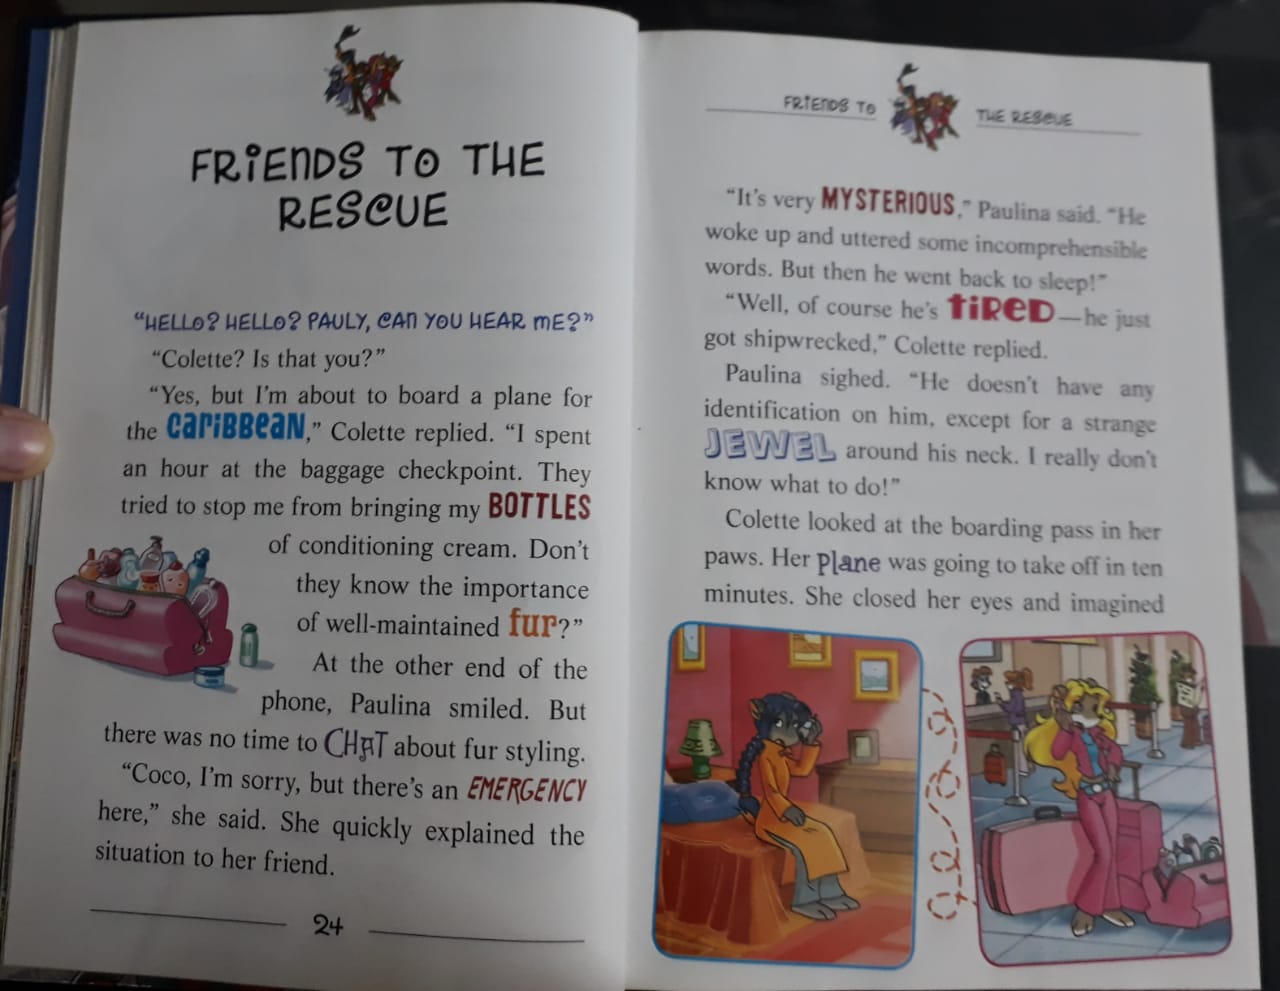 FRIENDS TO THE
RESCUE
“HELLO? HELLO? PAULY, CAN YOU HEAR ME?”
“Colette? Is that you?”
“Yes, but I’m about to board a plane for
the CARIBBEAN,” Colette replied. “I spent
an hour at the baggage checkpoint. They
tried to stop me from bringing my BOTTLES
of conditioning cream. Don’t
they know the importance
of well-maintained fur?”
At the other end of the
phone, Paulina smiled. But
there was no time to CHAT about fur styling.
“Coco, I’m sorry, but there’s an EMERGENCY
here,” she said. She quickly explained the
situation to her friend.
24
FRIENDS TO THE RESCUE
“It’s very MYSTERIOUS,” Paulina said. “He
woke up and uttered some incomprehensible
words. But then he went back to sleep!”
“Well, of course he’s TIRED—he just
got shipwrecked,” Colette replied.
Paulina sighed. “He doesn’t have any
identification on him, except for a strange
JEWEL around his neck. I really don’t
know what to do!”
Colette looked at the boarding pass in her
paws. Her plane was going to take off in ten
minutes. She closed her eyes and imagined